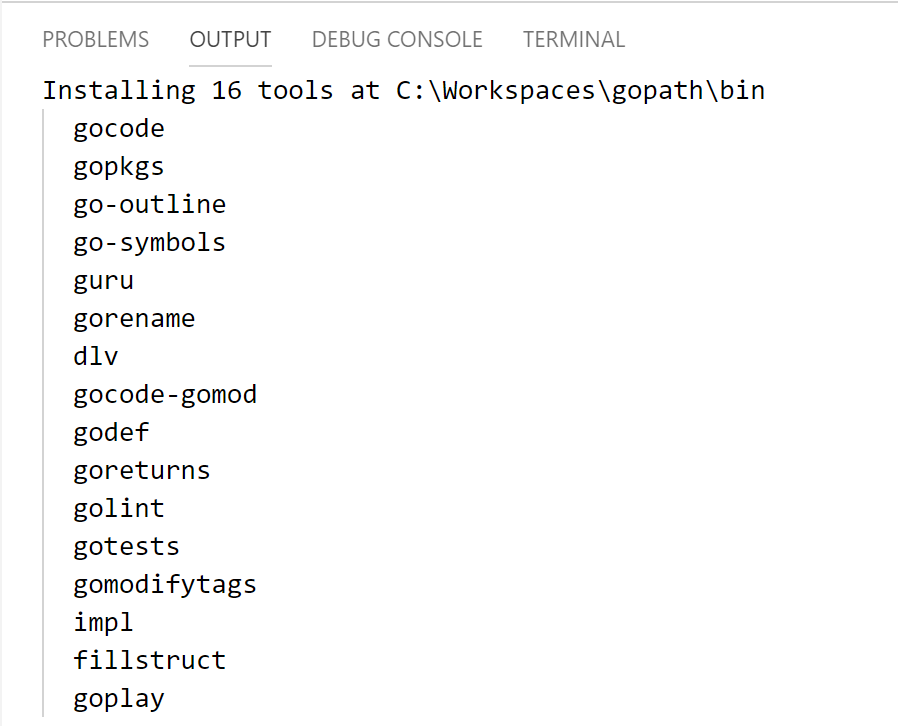 PROBLEMS OUTPUT DEBUG CONSOLE TERMINAL
Installing 16 tools at C:\Workspaces\gopath\bin
gocode
gopkgs
go-outline
go-symbols
guru
gorename
dlv
gocode-gomod
godef
goreturns
golint
gotests
gomodifytags
impl
fillstruct
goplay